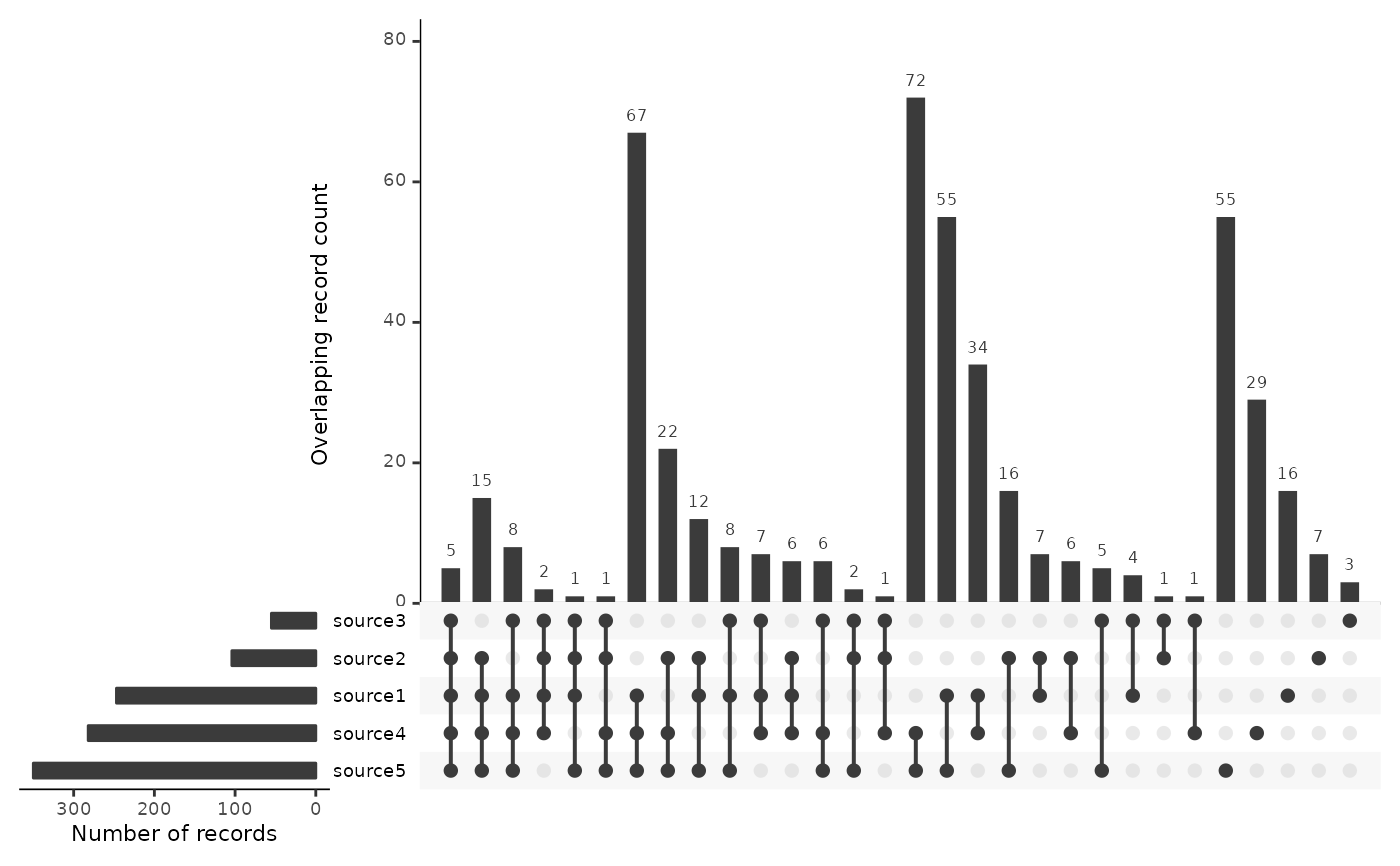 80
60
40
20
0
Overlapping record count
5 15 8 2 1 1 67 22 12 8 7 6 6 2 1 72 55 34 16 7 6 5 4 1 1 55 29 16 7 3
source3
source2
source1
source4
source5
300 200 100 0
Number of records